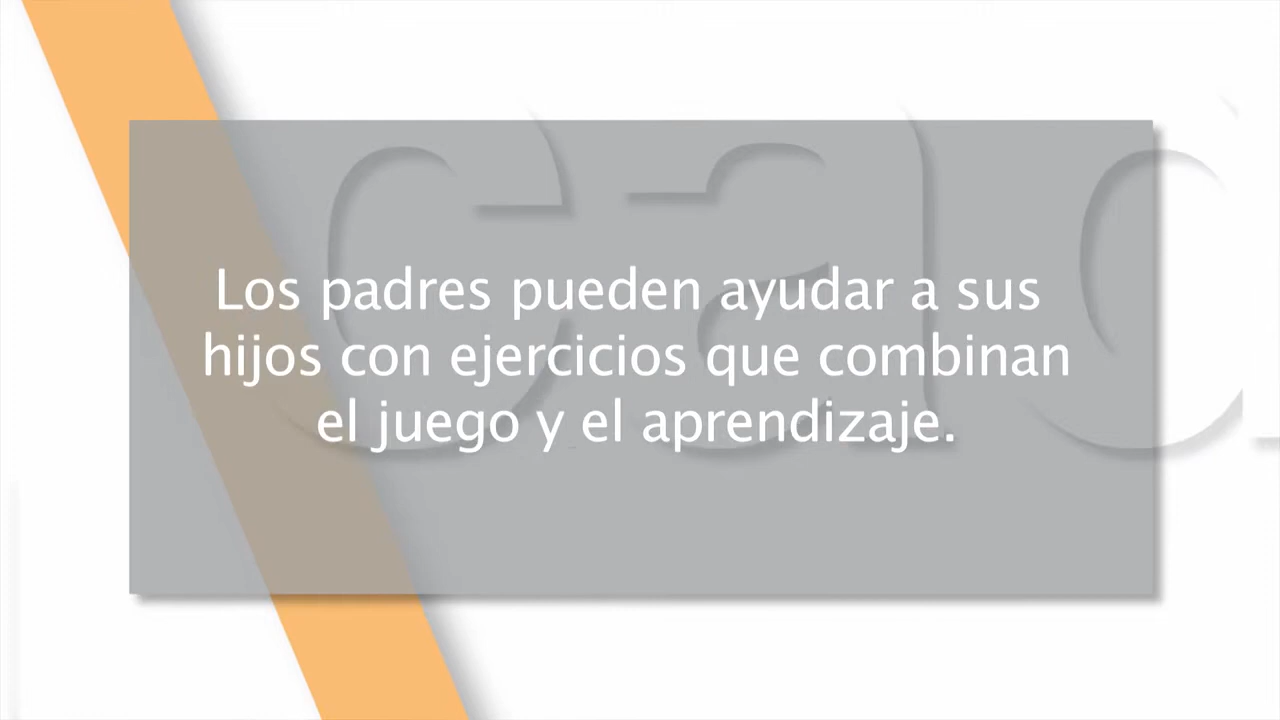 Los padres pueden ayudar a sus
hijos con ejercicios que combinan
el juego y el aprendizaje.